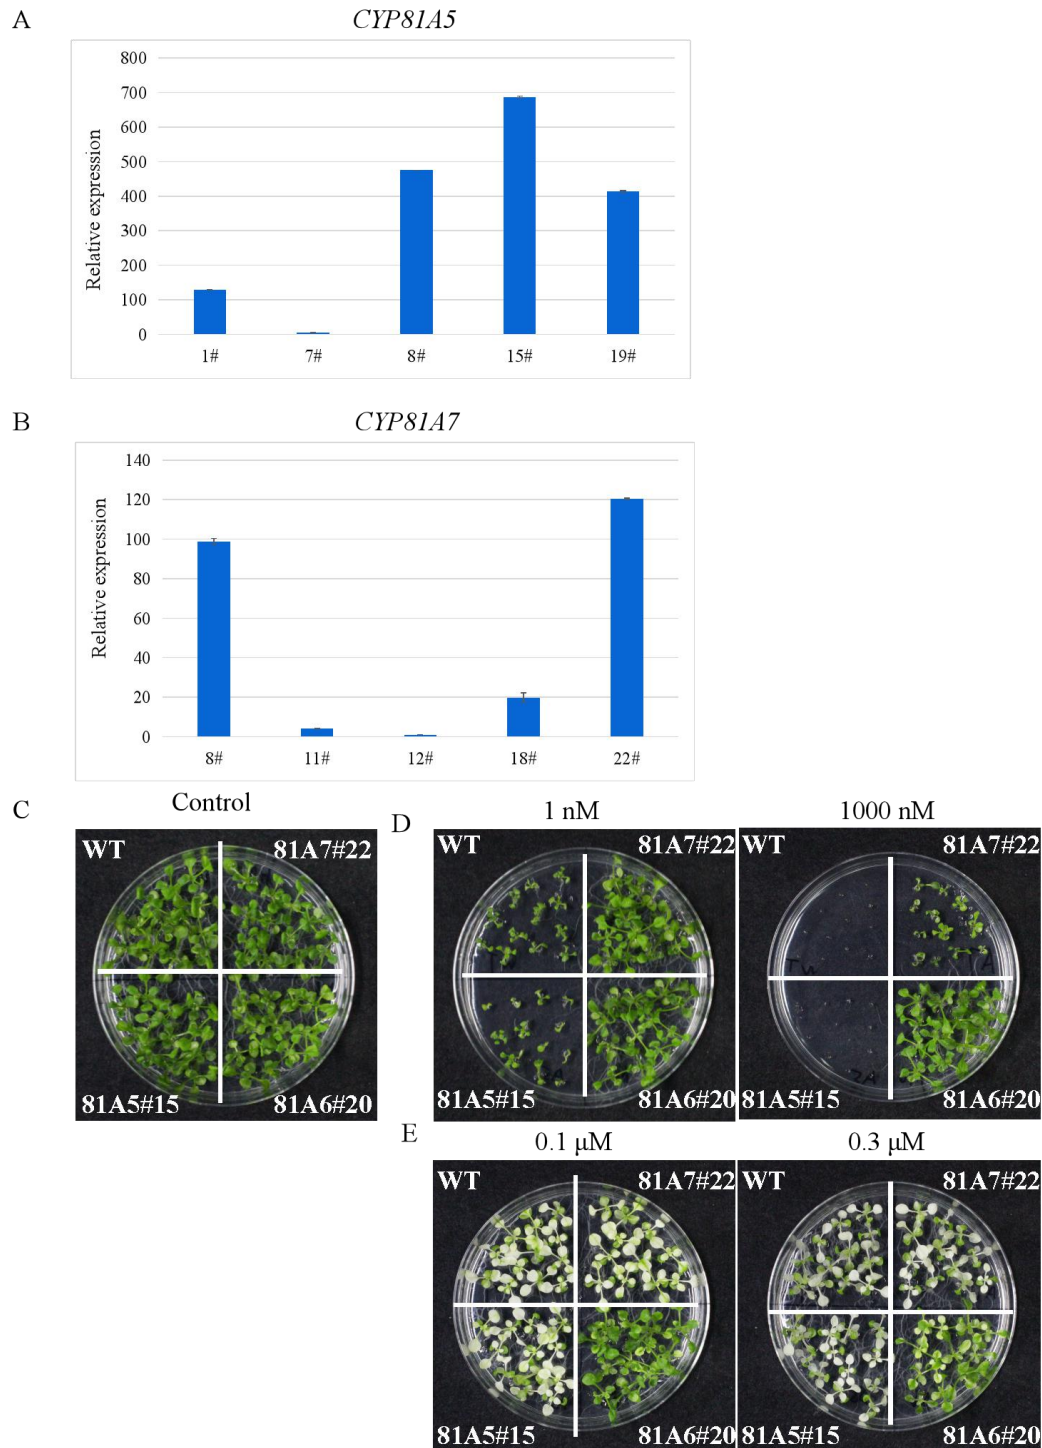 A
CYP81A5
Relative expression
800
700
600
500
400
300
200
100
0
1# 7# 8# 15# 19#
B
CYP81A7
Relative expression
140
120
100
80
60
40
20
0
8# 11# 12# 18# 22#
C
Control
WT 81A7#22
81A5#15 81A6#20
D
1 nM 1000 nM
WT 81A7#22 WT 81A7#22
81A5#15 81A6#20 81A5#15 81A6#20
E
0.1 μM 0.3 μM
WT 81A7#22 WT 81A7#22
81A5#15 81A6#20 81A5#15 81A6#20